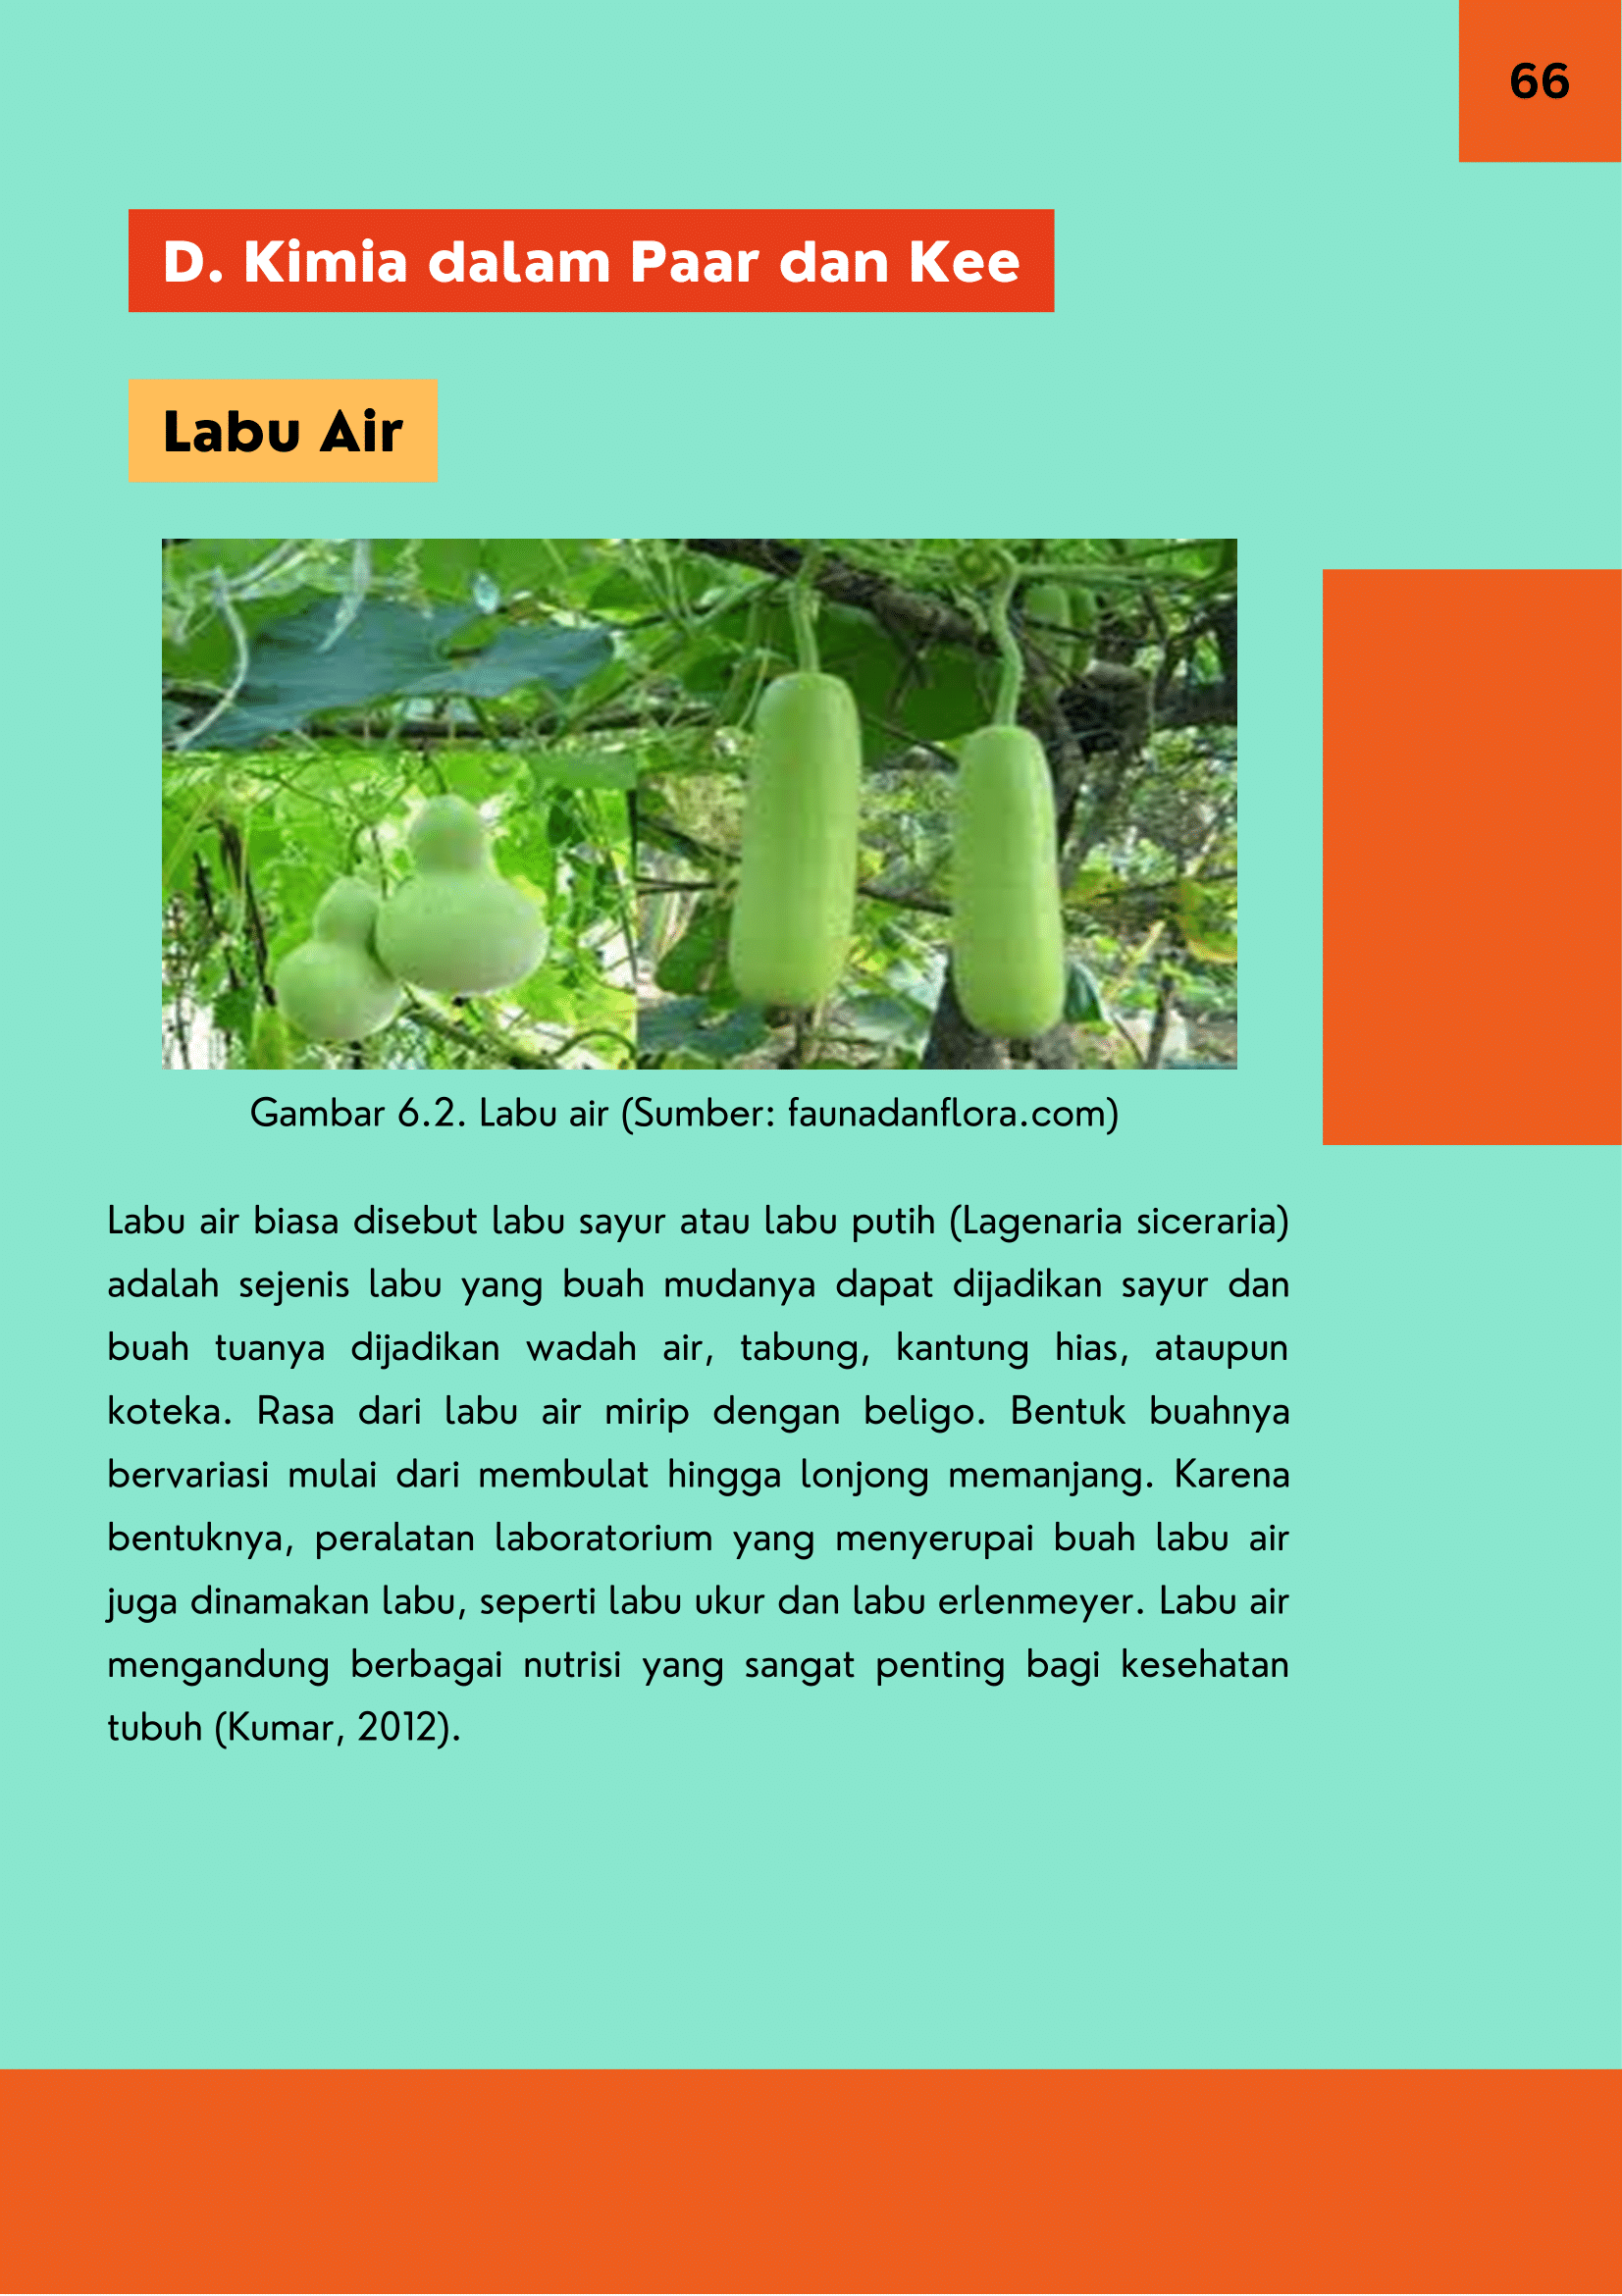 66
D. Kimia dalam Paar dan Kee
Labu Air
Gambar 6.2. Labu air (Sumber: faunadanflora.com)
Labu air biasa disebut labu sayur atau labu putih (Lagenaria siceraria)
adalah sejenis labu yang buah mudanya dapat dijadikan sayur dan
buah tuanya dijadikan wadah air, tabung, kantung hias, ataupun
koteka. Rasa dari labu air mirip dengan beligo. Bentuk buahnya
bervariasi mulai dari membulat hingga lonjong memanjang. Karena
bentuknya, peralatan laboratorium yang menyerupai buah labu air
juga dinamakan labu, seperti labu ukur dan labu erlenmeyer. Labu air
mengandung berbagai nutrisi yang sangat penting bagi kesehatan
tubuh (Kumar, 2012).